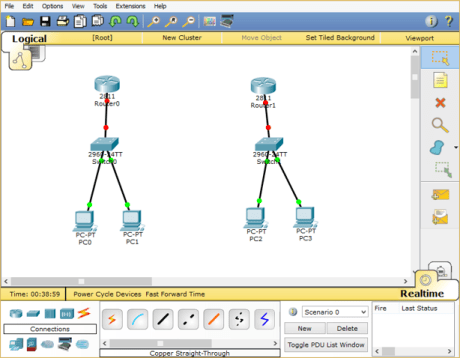 File Edit Options View Tools Extensions Help
Logical [Root] New Cluster Move Object Set Tiled Background Viewport
2811
Router0
2811
Router1
2960-24TT
Switch0
2960-24TT
PC-PT
PC0
PC-PT
PC1
PC-PT
PC2
PC-PT
PC3
Time: 00:38:59 Power Cycle Devices Fast Forward Time Realtime
Connections
Copper Straight-Through
Scenario 0
New Delete
Toggle PDU List Window
Fire Last Status